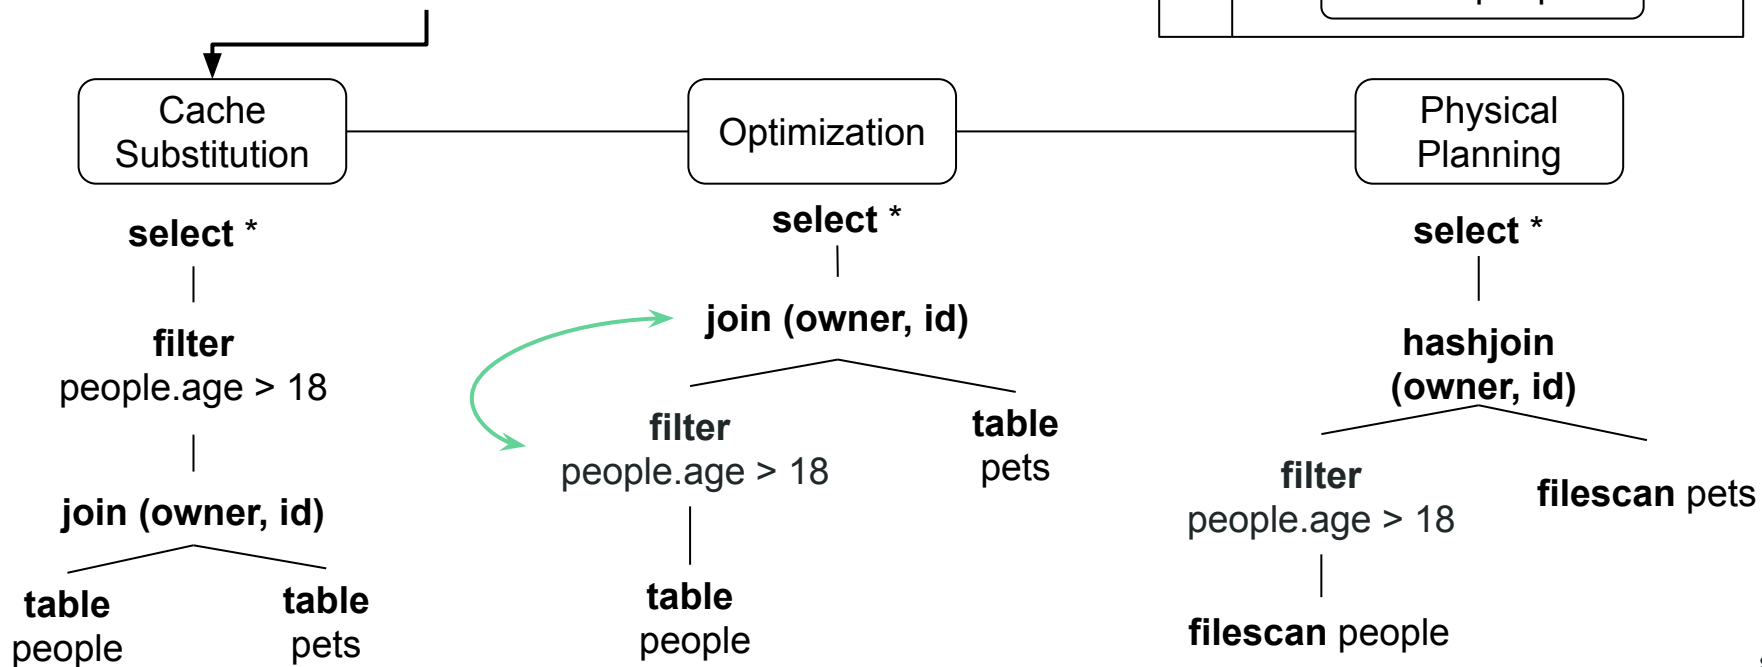 Cache
Substitution
Optimization
Physical
Planning
select *
filter
people.age > 18
join (owner, id)
table
people
table
pets
select *
join (owner, id)
filter
people.age > 18
table
pets
table
people
select *
hashjoin
(owner, id)
filter
people.age > 18
filescan pets
filescan people